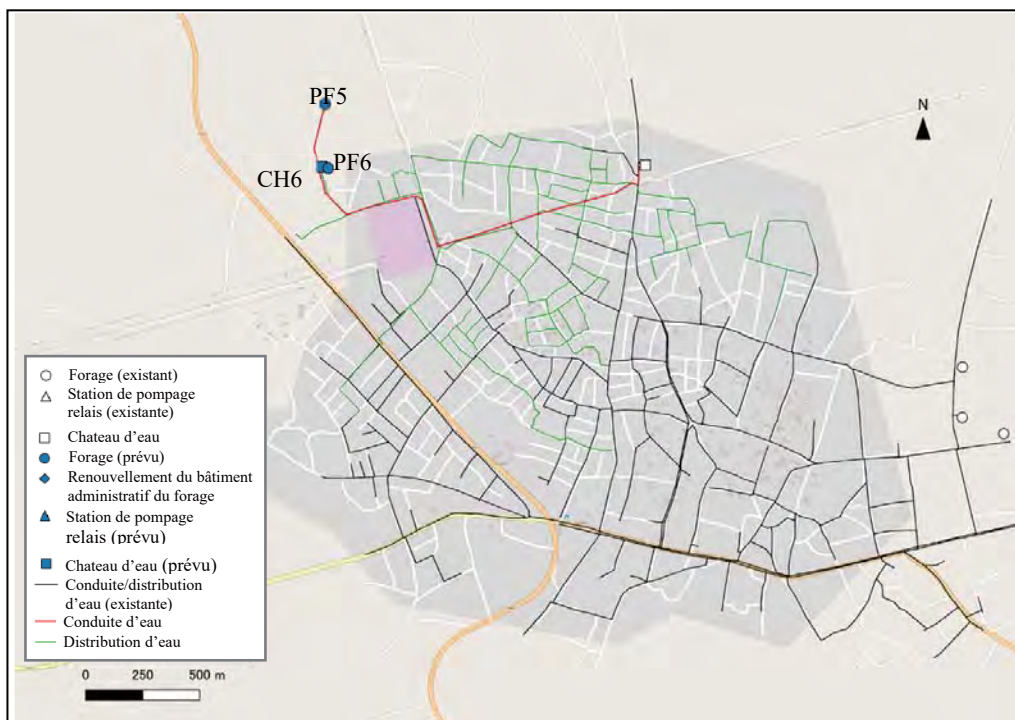 PF5
N
PF6
CH6
Forage (existant)
Station de pompage
relais (existante)
Chateau d'eau
Forage (prévu)
Renouvellement du bâtiment
administratif du forage
Station de pompage
relais (prévu)
Chateau d'eau (prévu)
Conduite/distribution
d'eau (existante)
Conduite d'eau
Distribution d'eau
0 250 500 m